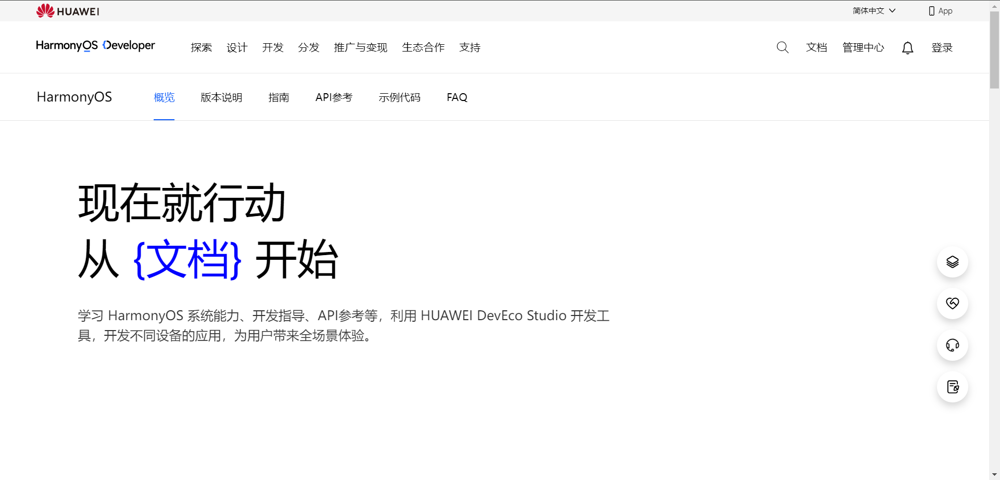 HUAWEI
简体中文
App
HarmonyOS Developer
探索 设计 开发 分发 推广与变现 生态合作 支持
文档 管理中心 登录
HarmonyOS
概览 版本说明 指南 API参考 示例代码 FAQ
现在就行动
从 {文档} 开始
学习 HarmonyOS 系统能力、开发指导、API参考等，利用 HUAWEI DevEco Studio 开发工
具，开发不同设备的应用，为用户带来全场景体验。